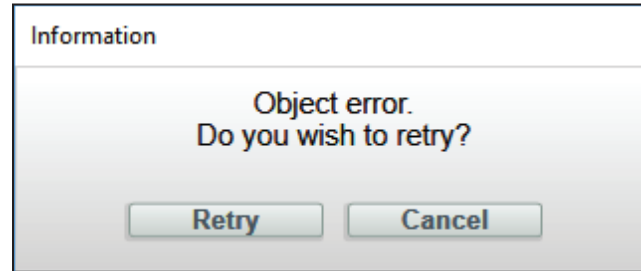 Information
Object error.
Do you wish to retry?
Retry
Cancel